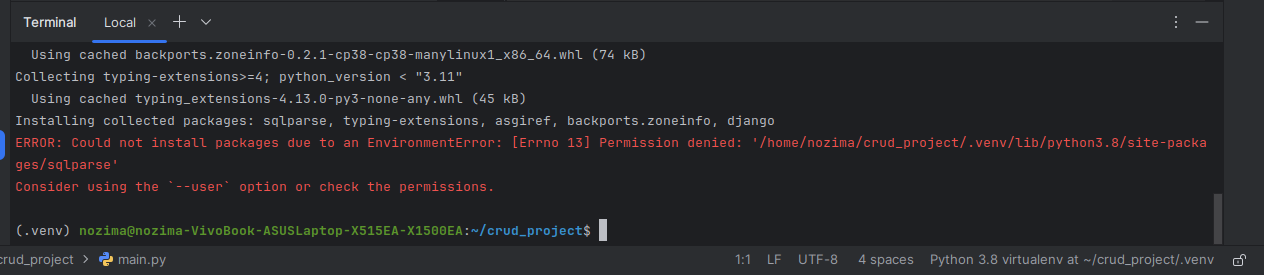 Terminal Local × + ⌄ ⋮ —
Using cached backports.zoneinfo-0.2.1-cp38-cp38-manylinux1_x86_64.whl (74 kB)
Collecting typing-extensions>=4; python_version < "3.11"
Using cached typing_extensions-4.13.0-py3-none-any.whl (45 kB)
Installing collected packages: sqlparse, typing-extensions, asgiref, backports.zoneinfo, django
ERROR: Could not install packages due to an EnvironmentError: [Errno 13] Permission denied: '/home/nozima/crud_project/.venv/lib/python3.8/site-packa
ges/sqlparse'
Consider using the `--user` option or check the permissions.
(.venv) nozima@nozima-VivoBook-ASUSLaptop-X515EA-X1500EA:~/crud_project$
crud_project > main.py 1:1 LF UTF-8 4 spaces Python 3.8 virtualenv at ~/crud_project/.venv